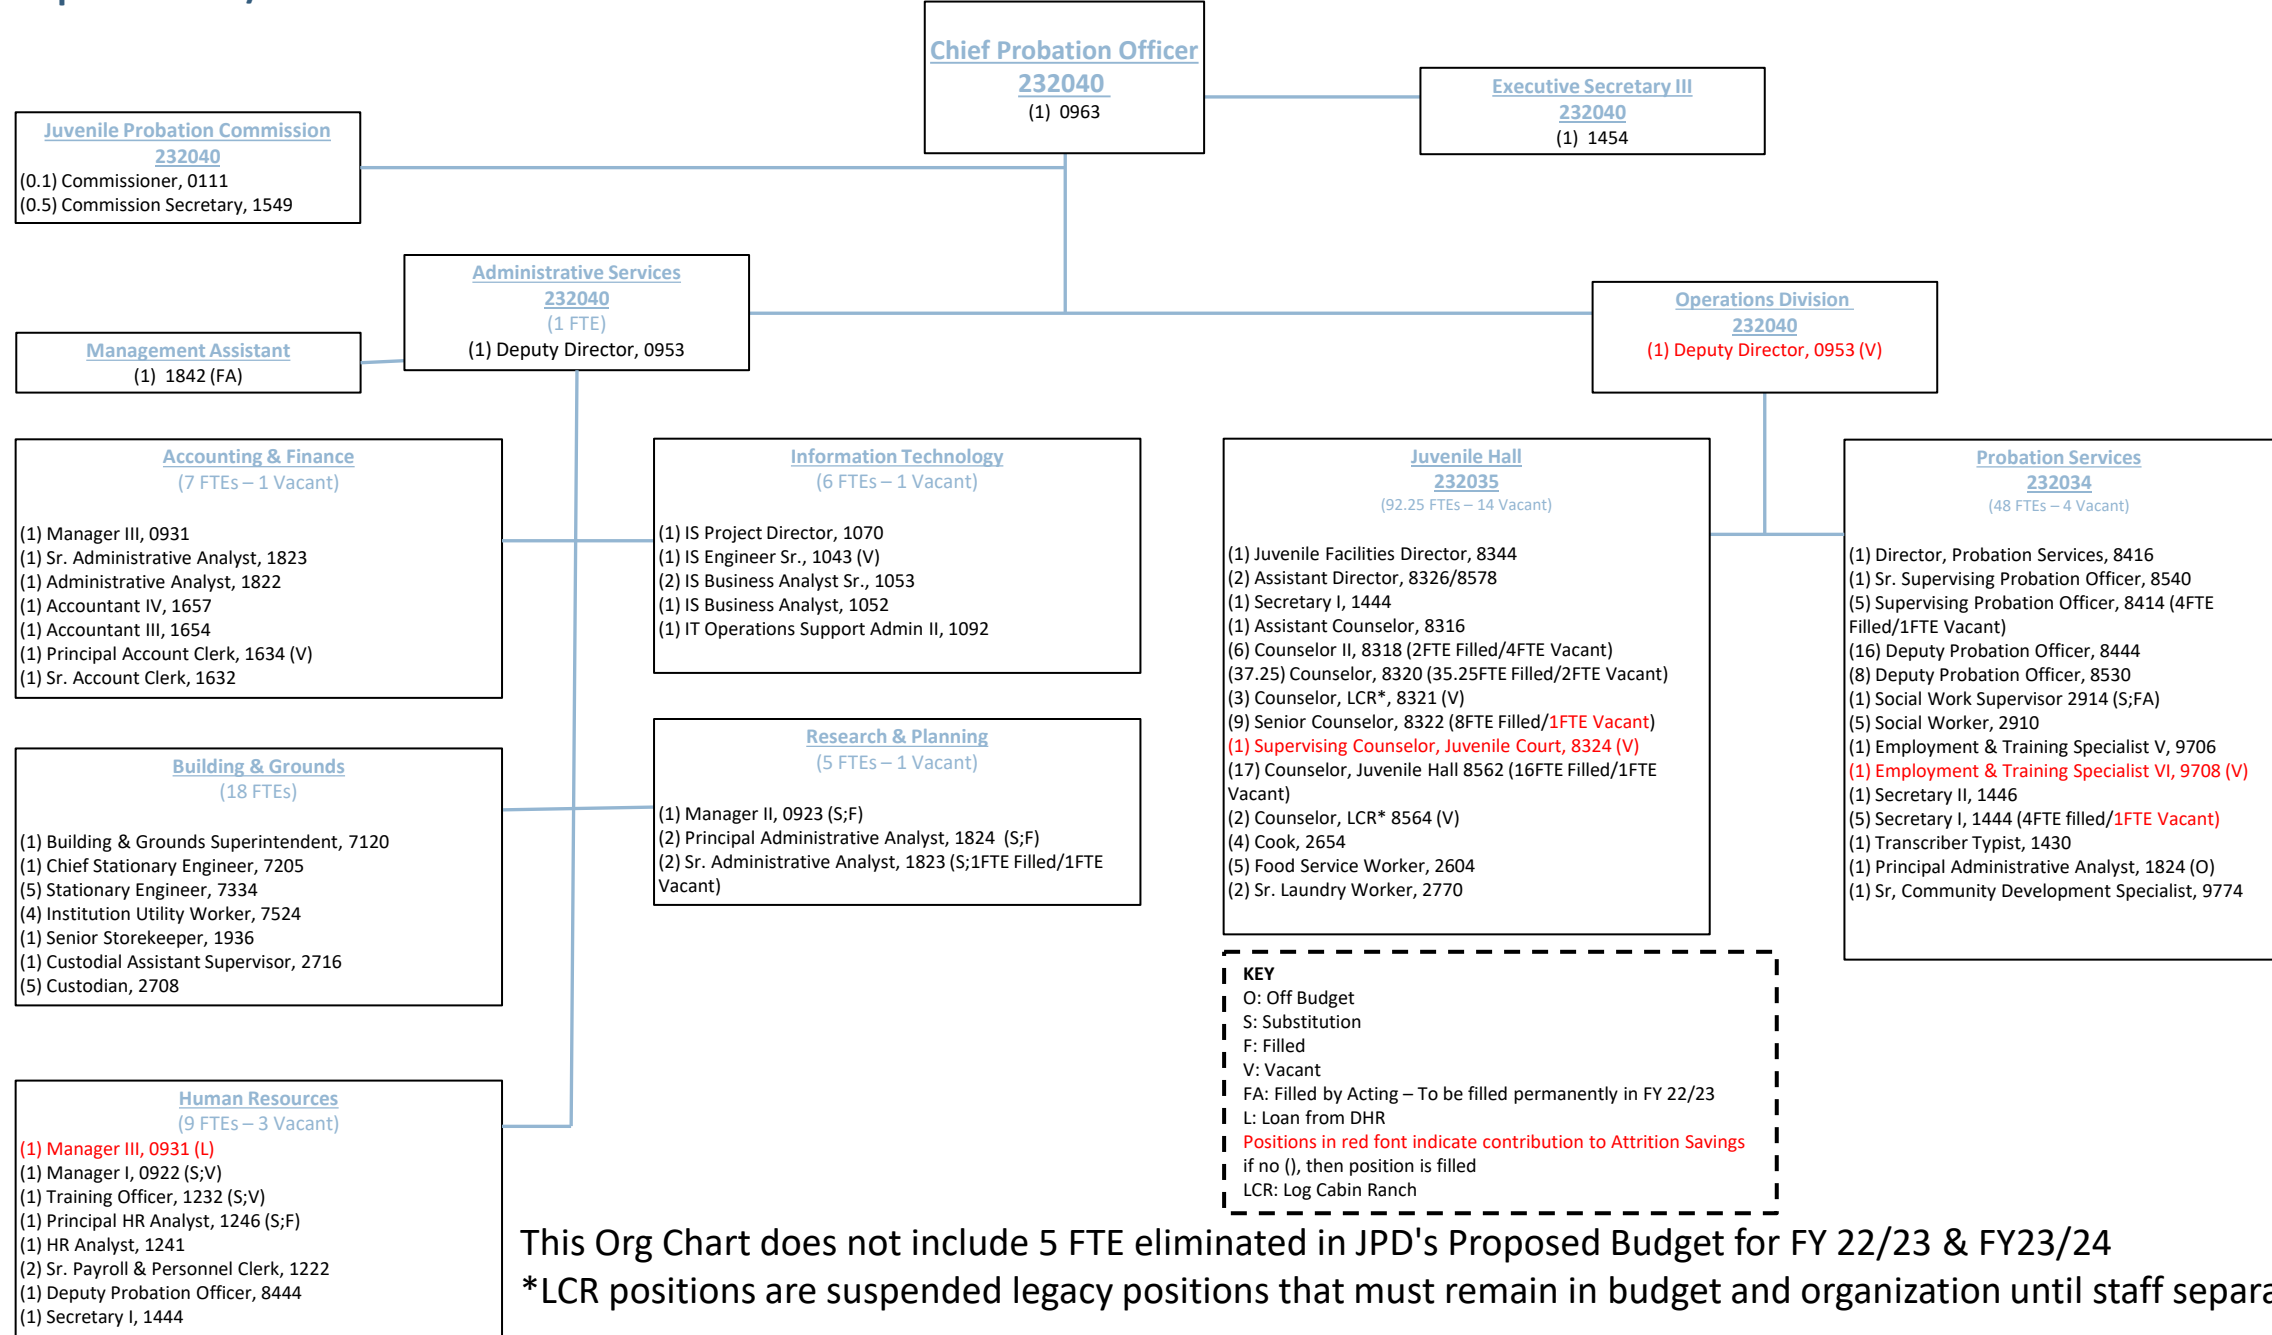 Chief Probation Officer
232040
(1) 0963
Executive Secretary III
232040
(1) 1454
Juvenile Probation Commission
232040
(0.1) Commissioner, 0111
(0.5) Commission Secretary, 1549
Administrative Services
232040
(1 FTE)
(1) Deputy Director, 0953
Operations Division
232040
(1) Deputy Director, 0953 (V)
Management Assistant
(1) 1842 (FA)
Accounting & Finance
(7 FTEs – 1 Vacant)
(1) Manager III, 0931
(1) Sr. Administrative Analyst, 1823
(1) Administrative Analyst, 1822
(1) Accountant IV, 1657
(1) Accountant III, 1654
(1) Principal Account Clerk, 1634 (V)
(1) Sr. Account Clerk, 1632
Information Technology
(6 FTEs – 1 Vacant)
(1) IS Project Director, 1070
(1) IS Engineer Sr., 1043 (V)
(2) IS Business Analyst Sr., 1053
(1) IS Business Analyst, 1052
(1) IT Operations Support Admin II, 1092
Juvenile Hall
232035
(92.25 FTEs – 14 Vacant)
(1) Juvenile Facilities Director, 8344
(2) Assistant Director, 8326/8578
(1) Secretary I, 1444
(1) Assistant Counselor, 8316
(6) Counselor II, 8318 (2FTE Filled/4FTE Vacant)
(37.25) Counselor, 8320 (35.25FTE Filled/2FTE Vacant)
(3) Counselor, LCR*, 8321 (V)
(9) Senior Counselor, 8322 (8FTE Filled/1FTE Vacant)
(1) Supervising Counselor, Juvenile Court, 8324 (V)
(17) Counselor, Juvenile Hall 8562 (16FTE Filled/1FTE
Vacant)
(2) Counselor, LCR* 8564 (V)
(4) Cook, 2654
(5) Food Service Worker, 2604
(2) Sr. Laundry Worker, 2770
Probation Services
232034
(48 FTEs – 4 Vacant)
(1) Director, Probation Services, 8416
(1) Sr. Supervising Probation Officer, 8540
(5) Supervising Probation Officer, 8414 (4FTE
Filled/1FTE Vacant)
(16) Deputy Probation Officer, 8444
(8) Deputy Probation Officer, 8530
(1) Social Work Supervisor 2914 (S;FA)
(5) Social Worker, 2910
(1) Employment & Training Specialist V, 9706
(1) Employment & Training Specialist VI, 9708 (V)
(1) Secretary II, 1446
(5) Secretary I, 1444 (4FTE filled/1FTE Vacant)
(1) Transcriber Typist, 1430
(1) Principal Administrative Analyst, 1824 (O)
(1) Sr, Community Development Specialist, 9774
Building & Grounds
(18 FTEs)
(1) Building & Grounds Superintendent, 7120
(1) Chief Stationary Engineer, 7205
(5) Stationary Engineer, 7334
(4) Institution Utility Worker, 7524
(1) Senior Storekeeper, 1936
(1) Custodial Assistant Supervisor, 2716
(5) Custodian, 2708
Research & Planning
(5 FTEs – 1 Vacant)
(1) Manager II, 0923 (S;F)
(2) Principal Administrative Analyst, 1824 (S;F)
(2) Sr. Administrative Analyst, 1823 (S;1FTE Filled/1FTE
Vacant)
Human Resources
(9 FTEs – 3 Vacant)
(1) Manager III, 0931 (L)
(1) Manager I, 0922 (S;V)
(1) Training Officer, 1232 (S;V)
(1) Principal HR Analyst, 1246 (S;F)
(1) HR Analyst, 1241
(2) Sr. Payroll & Personnel Clerk, 1222
(1) Deputy Probation Officer, 8444
(1) Secretary I, 1444
KEY
O: Off Budget
S: Substitution
F: Filled
V: Vacant
FA: Filled by Acting – To be filled permanently in FY 22/23
L: Loan from DHR
Positions in red font indicate contribution to Attrition Savings
if no (), then position is filled
LCR: Log Cabin Ranch
This Org Chart does not include 5 FTE eliminated in JPD's Proposed Budget for FY 22/23 & FY23/24
*LCR positions are suspended legacy positions that must remain in budget and organization until staff separa